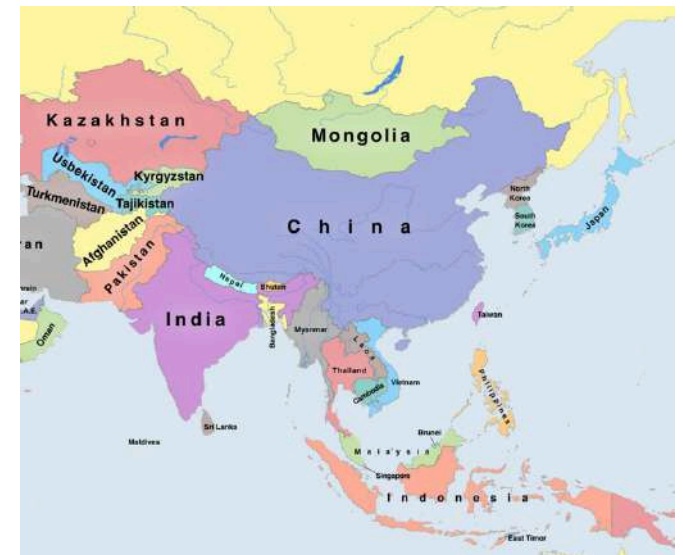 Kazakhstan
Mongolia
Usbekistan
Kyrgyzstan
Turkmenistan
Tajikistan
North
Korea
South
Korea
Japan
China
an
Afghanistan
Pakistan
Nepal
Bhutan
A.E.
Oman
India
Bangladesh
Myanmar
Laos
Taiwan
Thailand
Cambodia
Vietnam
Philippines
Sri Lanka
Maldives
Brunei
Malaysia
Singapore
Indonesia
East Timor